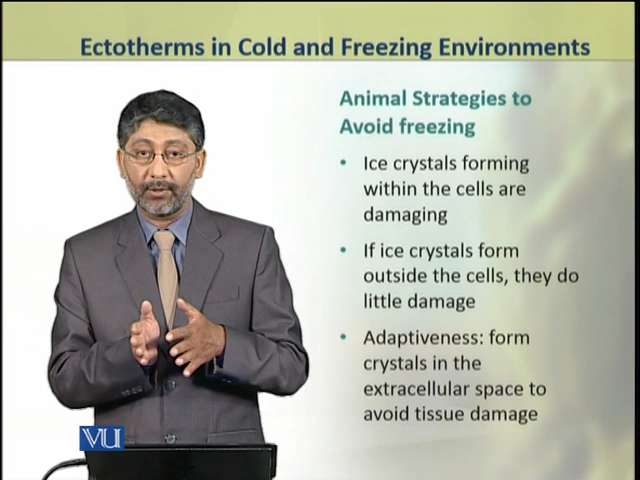 Ectotherms in Cold and Freezing Environments
Animal Strategies to
Avoid freezing
• Ice crystals forming
within the cells are
damaging
• If ice crystals form
outside the cells, they do
little damage
• Adaptiveness: form
crystals in the
extracellular space to
avoid tissue damage
VU